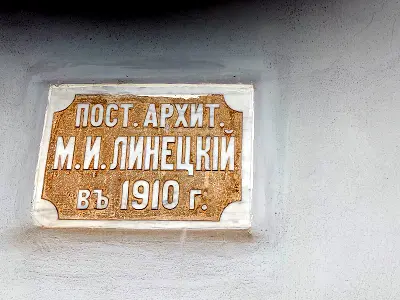 ПОСТ. АРХИТ.
М.И. ЛИНЕЦКІЙ
въ 1910 г.